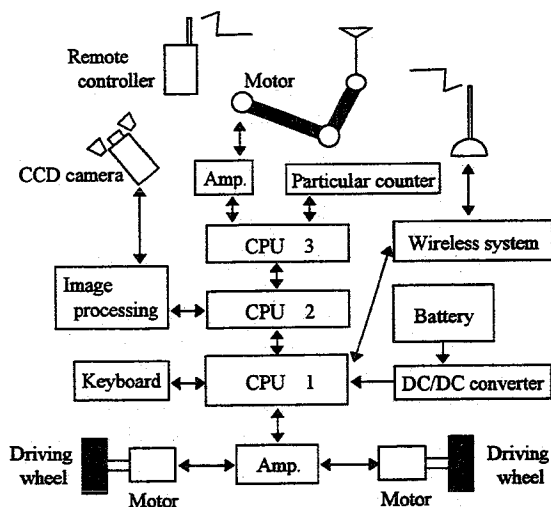 Remote
controller
Motor
CCD camera
Amp.
Particular counter
CPU 3
Wireless system
Image
processing
CPU 2
Battery
Keyboard
CPU 1
DC/DC converter
Driving
wheel
Motor
Amp.
Motor
Driving
wheel